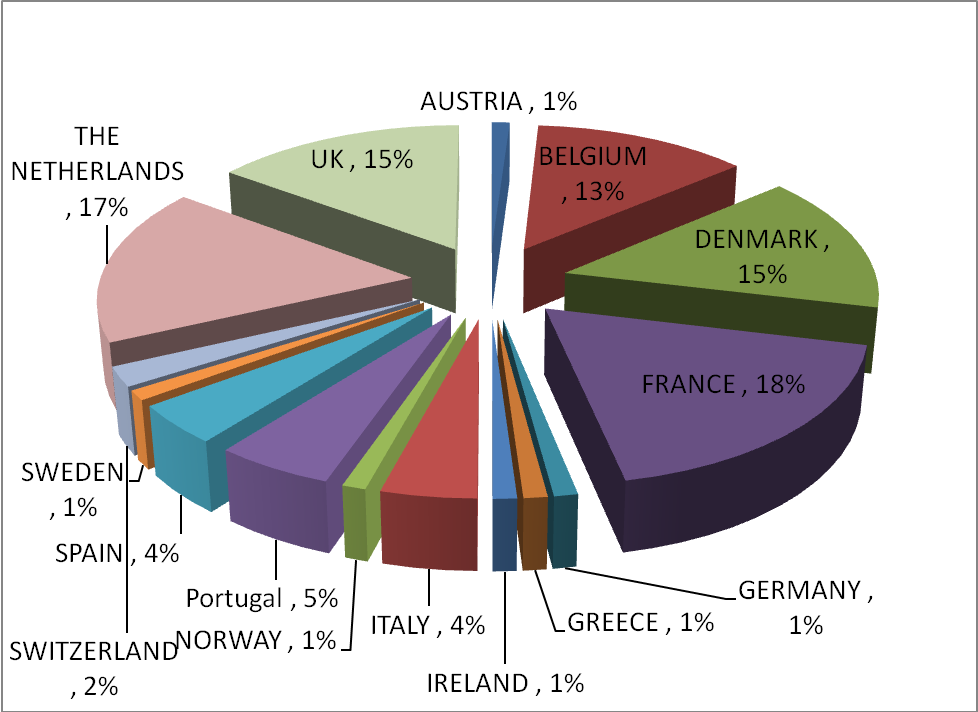 AUSTRIA , 1%
BELGIUM
, 13%
DENMARK ,
15%
FRANCE , 18%
GERMANY ,
1%
GREECE , 1%
IRELAND , 1%
ITALY , 4%
NORWAY , 1%
Portugal , 5%
SPAIN , 4%
SWEDEN
, 1%
SWITZERLAND
, 2%
THE
NETHERLANDS
, 17%
UK , 15%